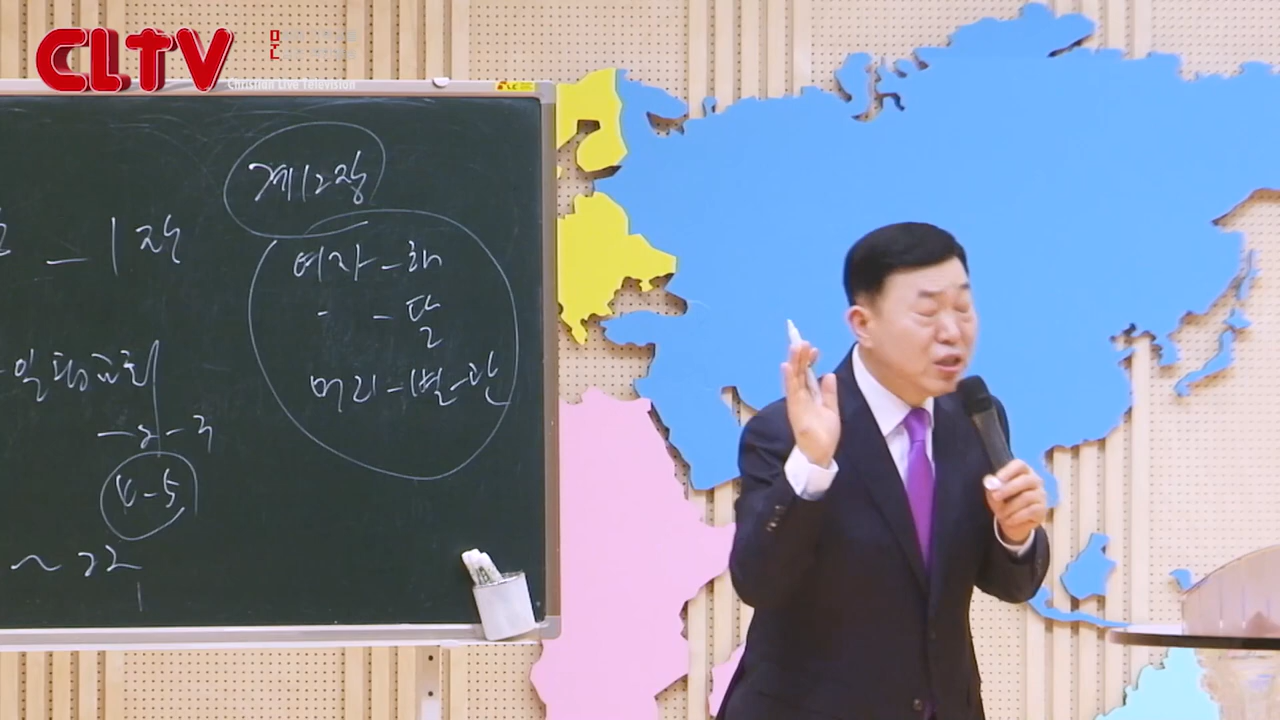 CLTV
Christian Live Television
계12장
- 1장
여자 - 해
- - 달
머리 - 별 - 관
일곱교회
- 2 - 3
4 - 5
~ 22